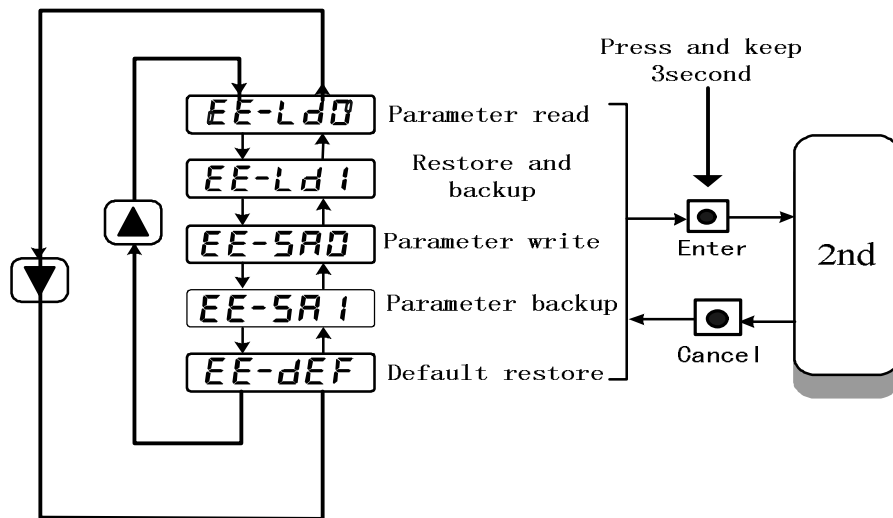 Press and keep
3second
EE-Ld0
Parameter read
EE-Ld1
Restore and
backup
EE-SA0
Parameter write
Enter
2nd
EE-SA1
Parameter backup
Cancel
EE-dEF
Default restore